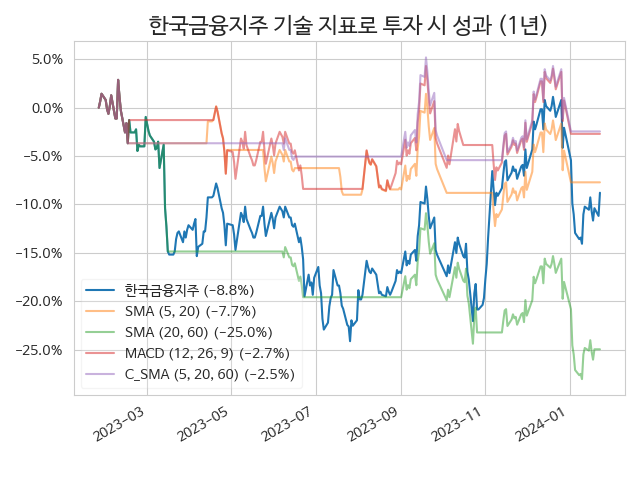 한국금융지주 기술 지표로 투자 시 성과 (1년)
5.0%
0.0%
−5.0%
−10.0%
−15.0%
−20.0%
−25.0%
한국금융지주 (−8.8%)
SMA (5, 20) (−7.7%)
SMA (20, 60) (−25.0%)
MACD (12, 26, 9) (−2.7%)
C_SMA (5, 20, 60) (−2.5%)
2023−03
2023−05
2023−07
2023−09
2023−11
2024−01